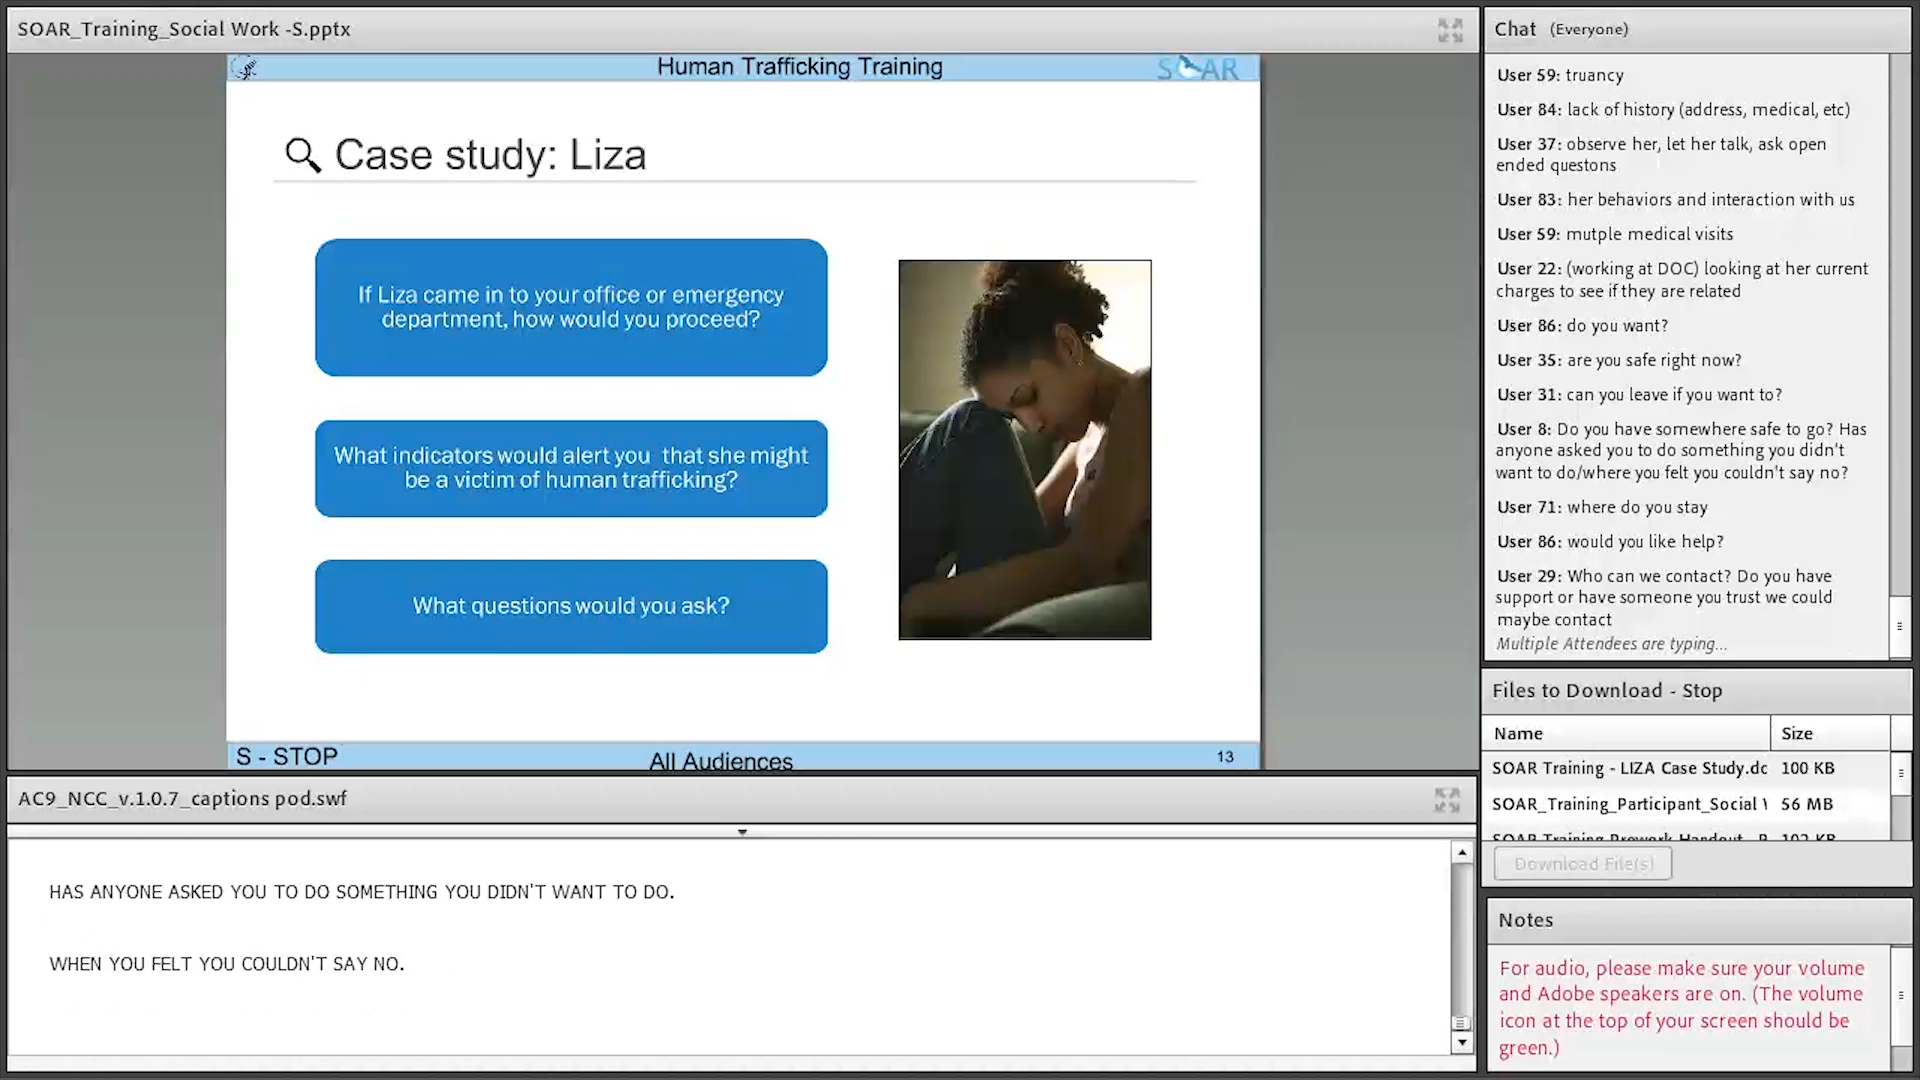 SOAR_Training_Social Work -S.pptx
Human Trafficking Training
SOAR
Case study: Liza
If Liza came in to your office or emergency
department, how would you proceed?
What indicators would alert you that she might
be a victim of human trafficking?
What questions would you ask?
S - STOP
All Audiences
13
AC9_NCC_v.1.0.7_captions pod.swf
HAS ANYONE ASKED YOU TO DO SOMETHING YOU DIDN'T WANT TO DO.
WHEN YOU FELT YOU COULDN'T SAY NO.
Chat (Everyone)
User 59: truancy
User 84: lack of history (address, medical, etc)
User 37: observe her, let her talk, ask open
ended questons
User 83: her behaviors and interaction with us
User 59: mutple medical visits
User 22: (working at DOC) looking at her current
charges to see if they are related
User 86: do you want?
User 35: are you safe right now?
User 31: can you leave if you want to?
User 8: Do you have somewhere safe to go? Has
anyone asked you to do something you didn't
want to do/where you felt you couldn't say no?
User 71: where do you stay
User 86: would you like help?
User 29: Who can we contact? Do you have
support or have someone you trust we could
maybe contact
Multiple Attendees are typing...
Files to Download - Stop
Name Size
SOAR Training - LIZA Case Study.dc 100 KB
SOAR_Training_Participant_Social 56 MB
SOAR Training Prework Handout 102 KB
Download File(s)
Notes
For audio, please make sure your volume
and Adobe speakers are on. (The volume
icon at the top of your screen should be
green.)